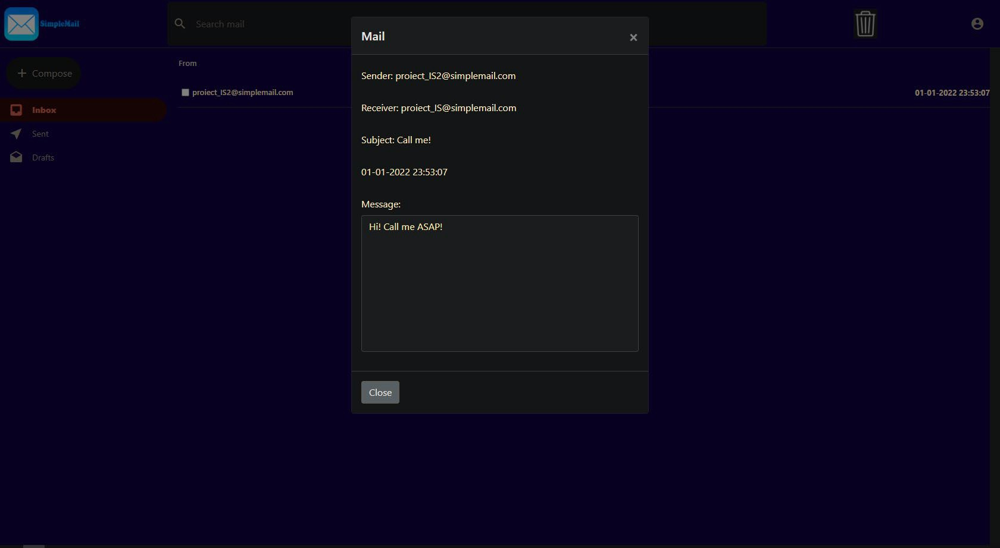 SimpleMail
Search mail
Compose
Inbox
Sent
Drafts
From
proiect_IS2@simplemail.com
01-01-2022 23:53:07
Mail
×
Sender: proiect_IS2@simplemail.com
Receiver: proiect_IS@simplemail.com
Subject: Call me!
01-01-2022 23:53:07
Message:
Hi! Call me ASAP!
Close